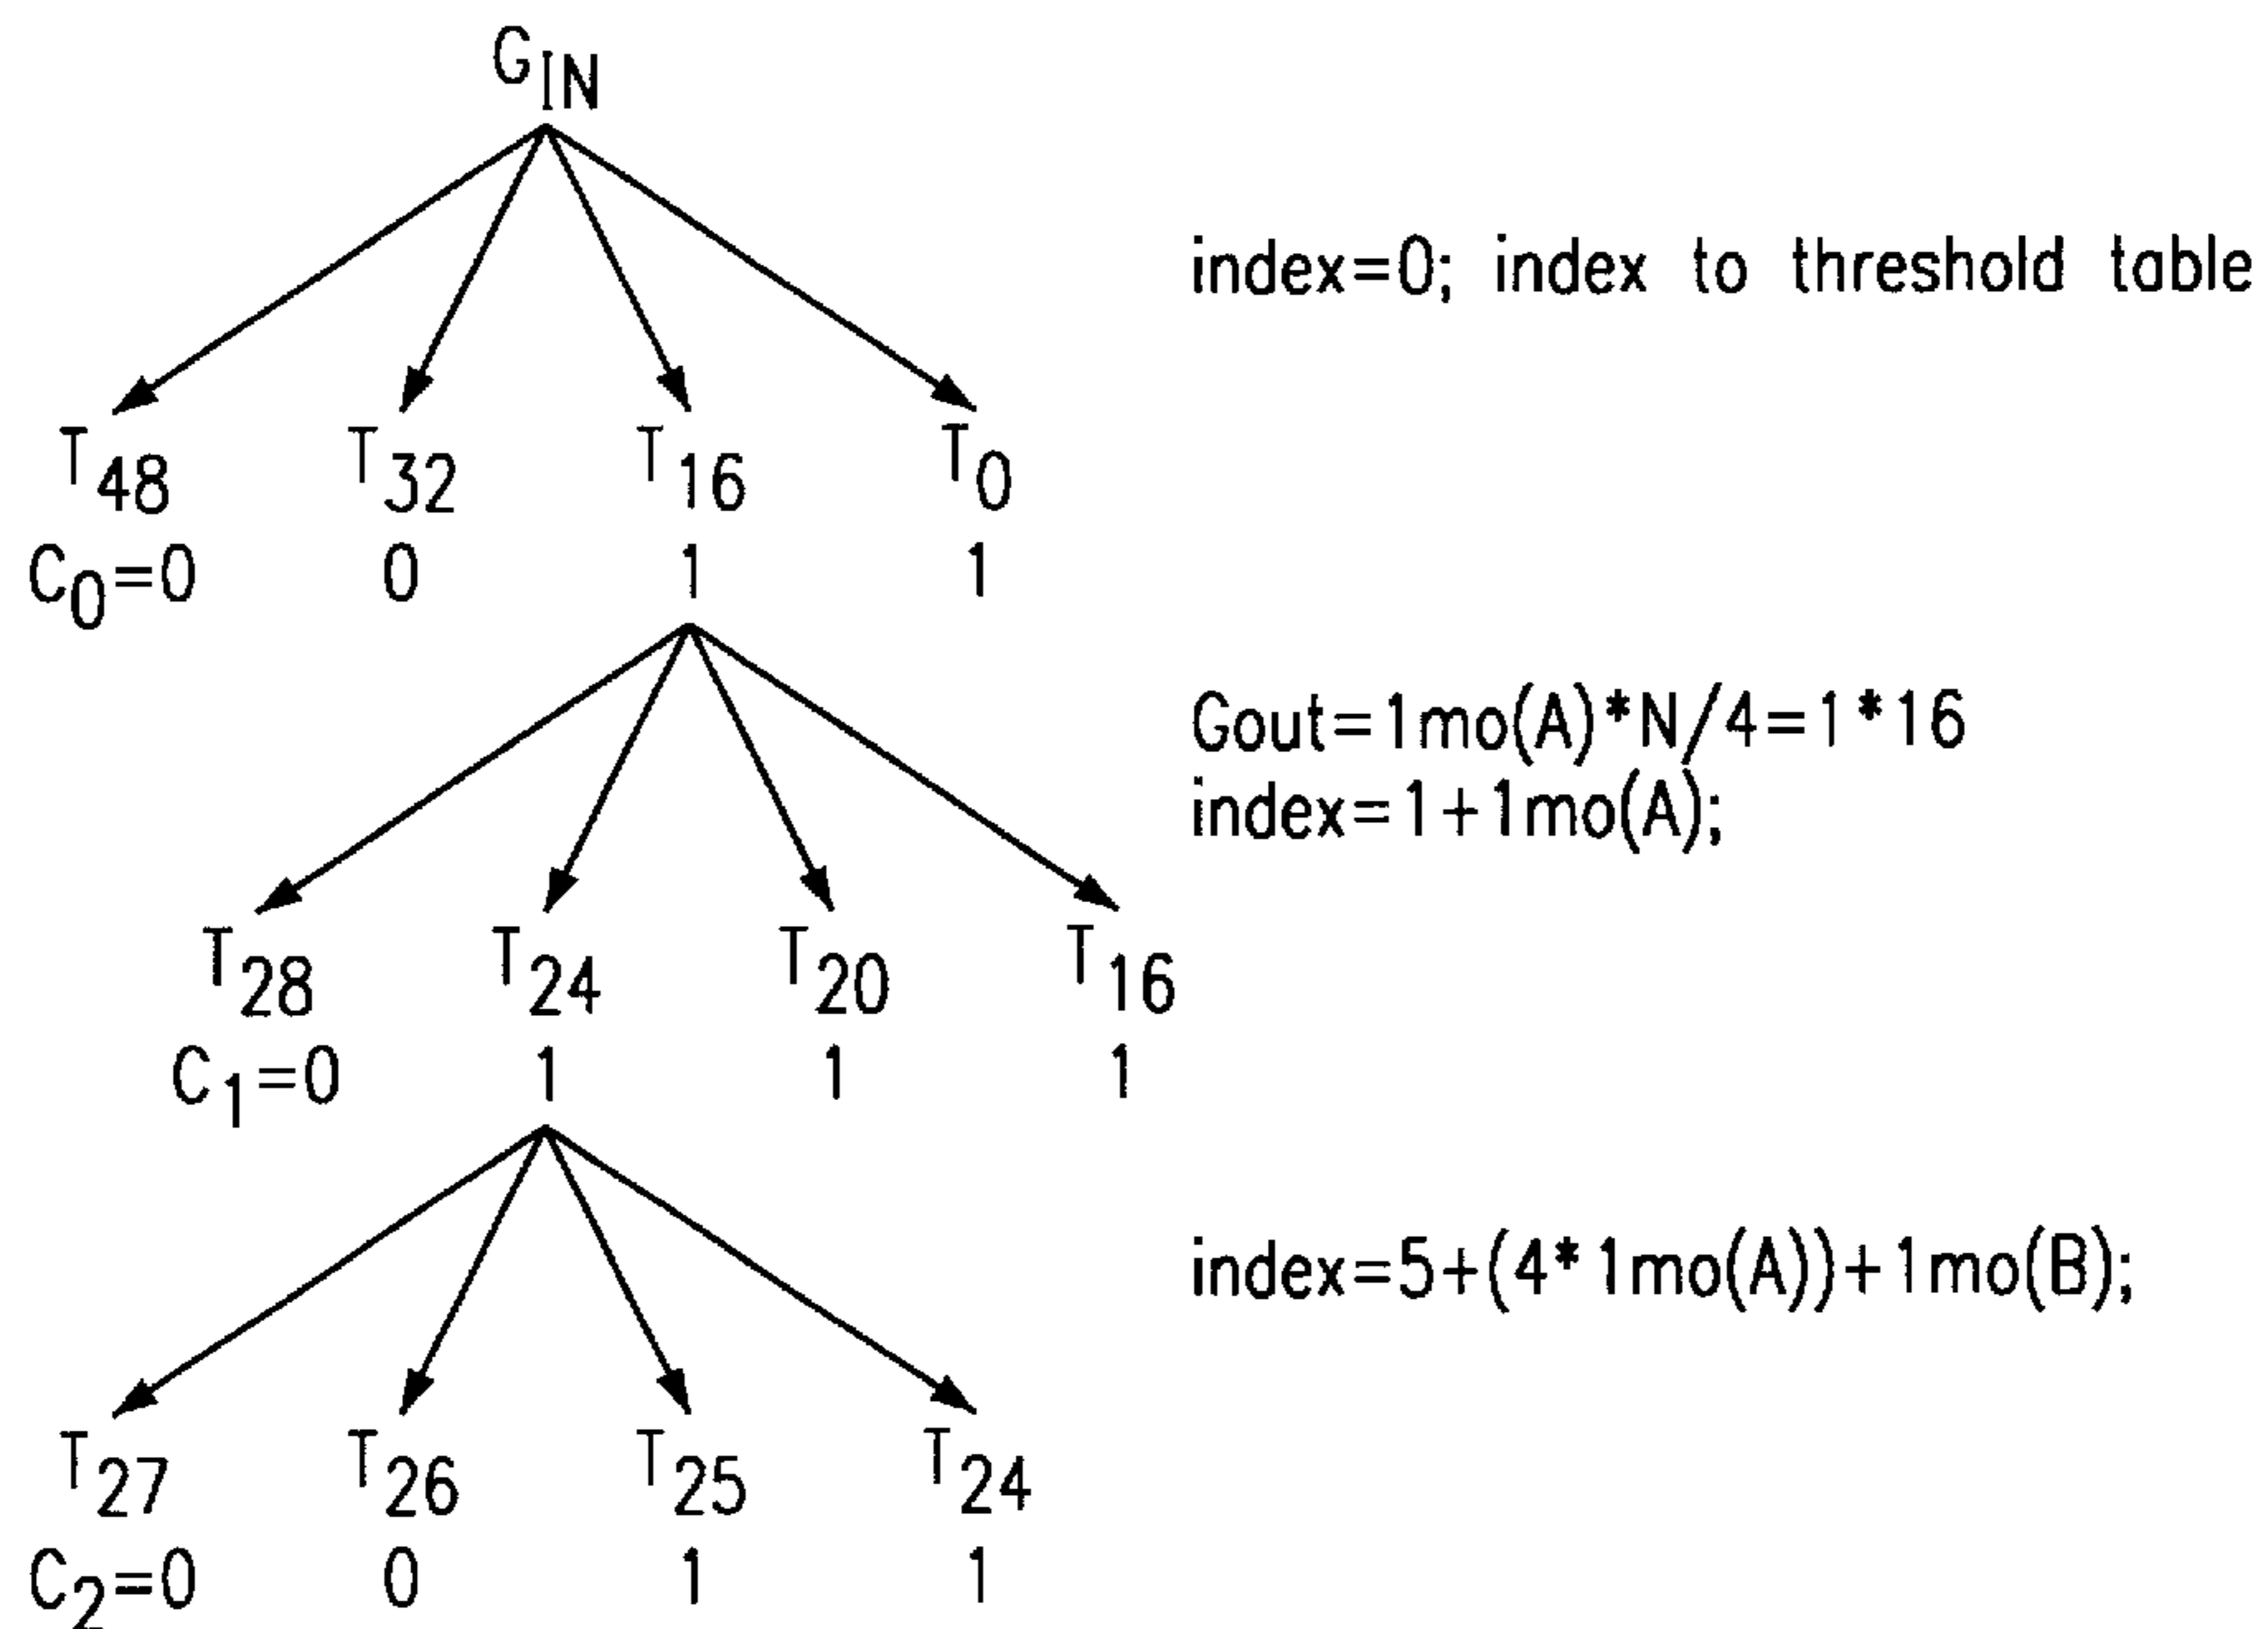 GIN
index=0; index to threshold table
T48 T32 T16 T0
C0=0 0 1 1
Gout=1mo(A)*N/4=1*16
index=1+1mo(A);
T28 T24 T20 T16
C1=0 1 1 1
index=5+(4*1mo(A))+1mo(B);
T27 T26 T25 T24
C2=0 0 1 1